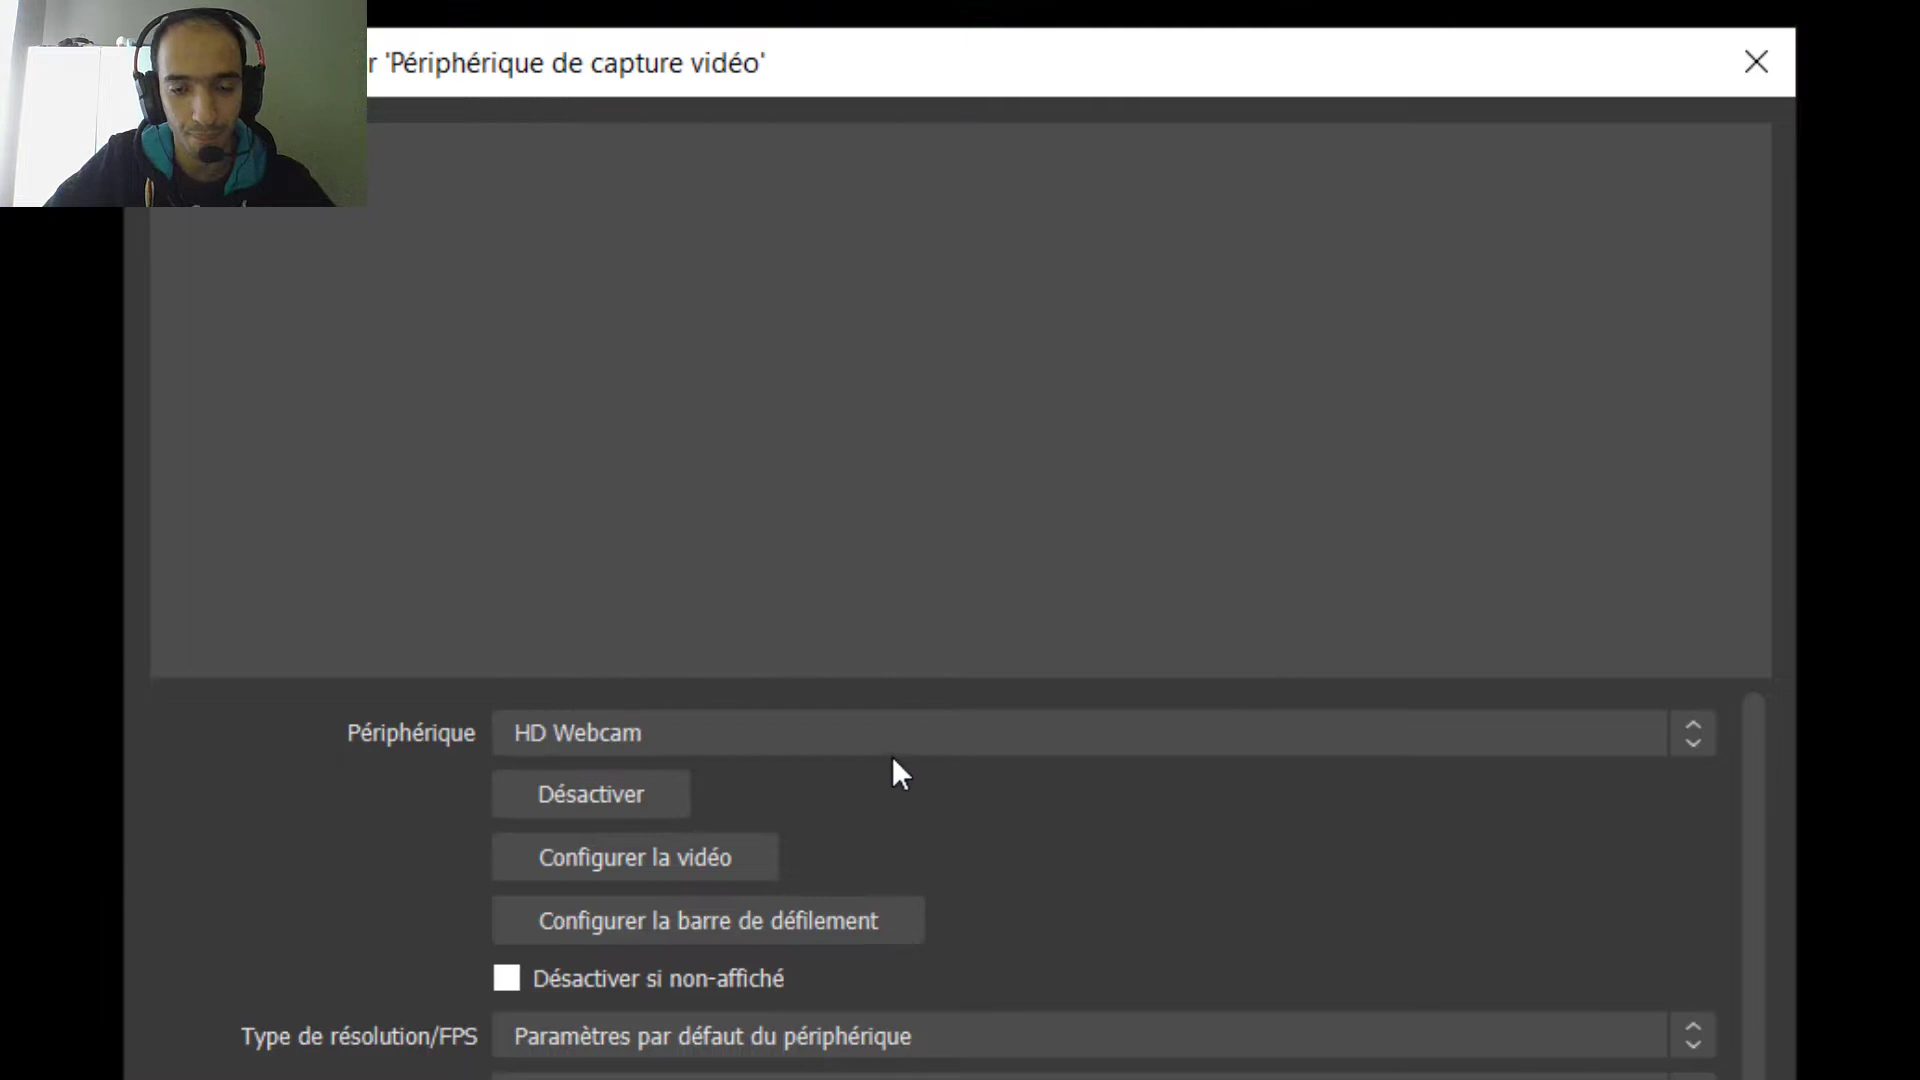 r 'Périphérique de capture vidéo'
Périphérique HD Webcam
Désactiver
Configurer la vidéo
Configurer la barre de défilement
Désactiver si non-affiché
Type de résolution/FPS Paramètres par défaut du périphérique